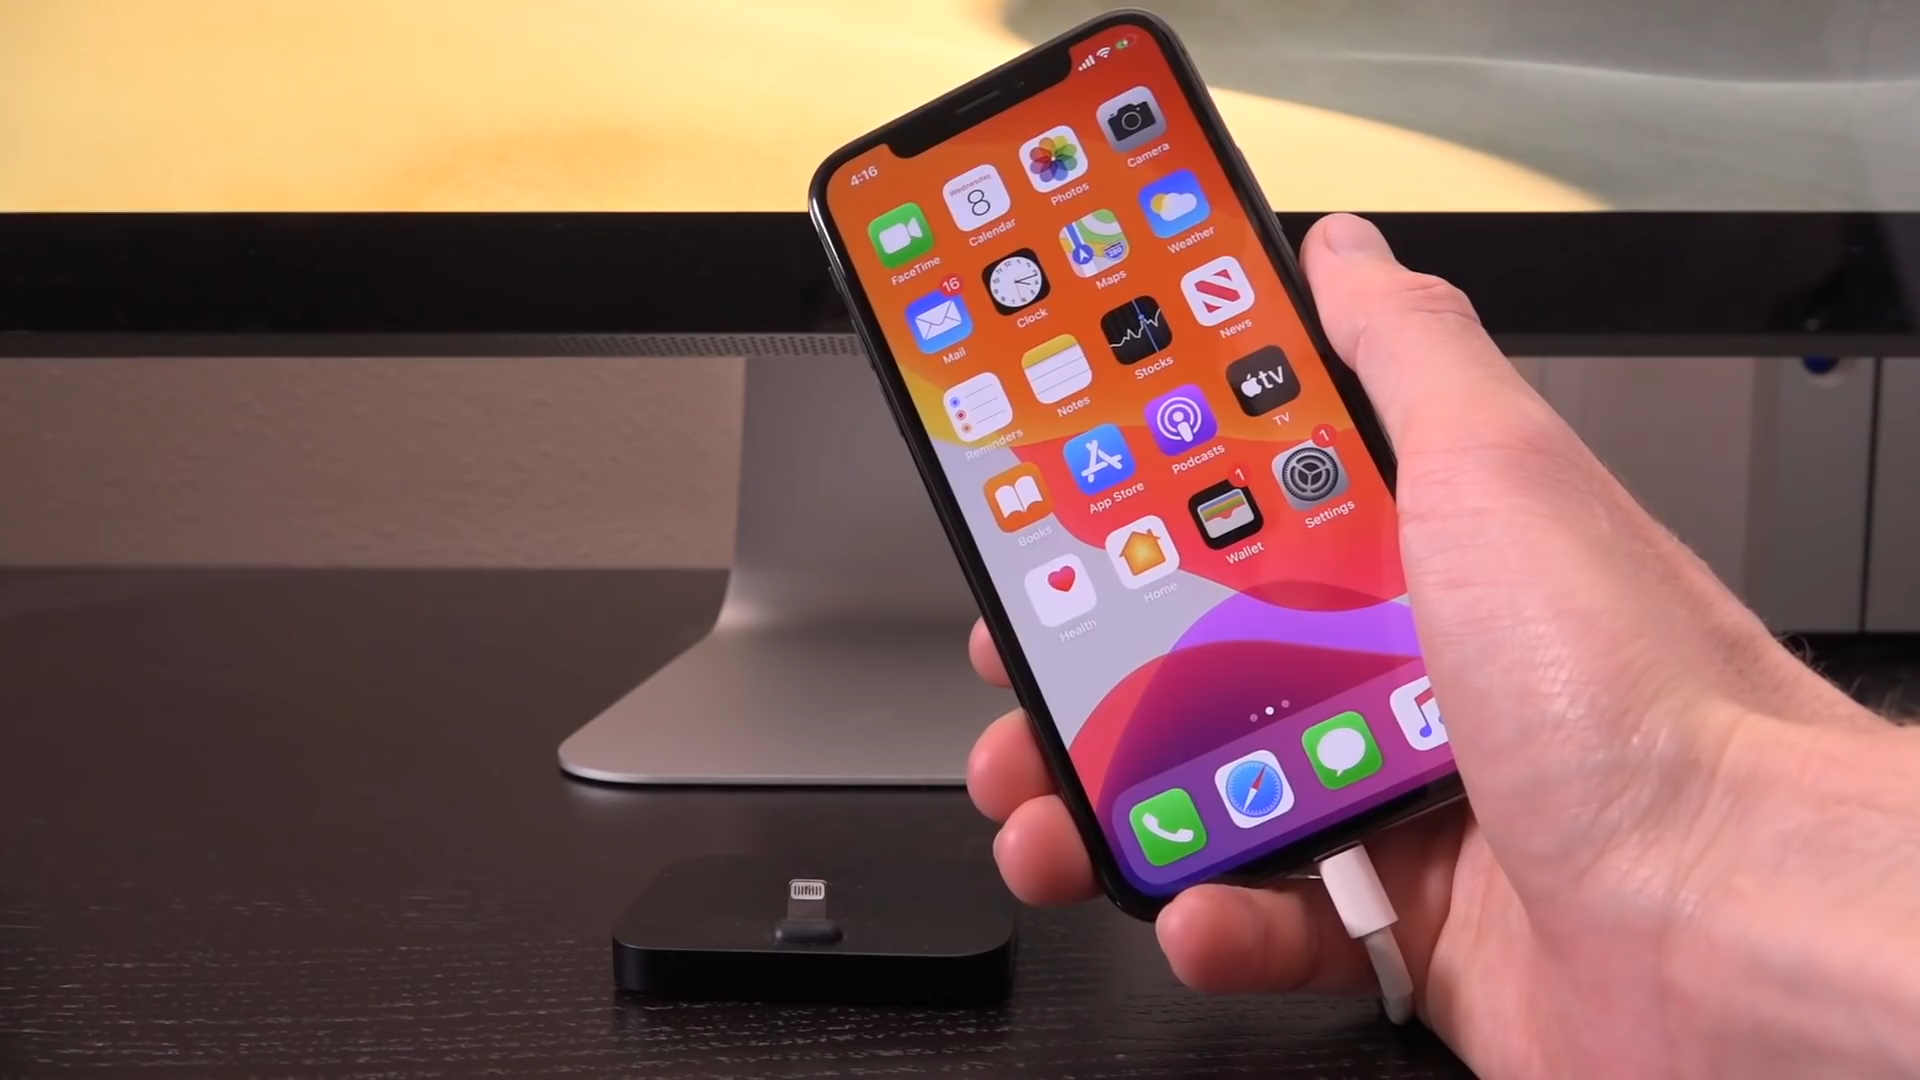 4:16
FaceTime
Wednesday
8
Calendar
Photos
Camera
16
Mail
Clock
Maps
Weather
Reminders
Notes
Stocks
News
Books
App Store
Podcasts
tv
TV
Health
Home
1
Wallet
1
Settings